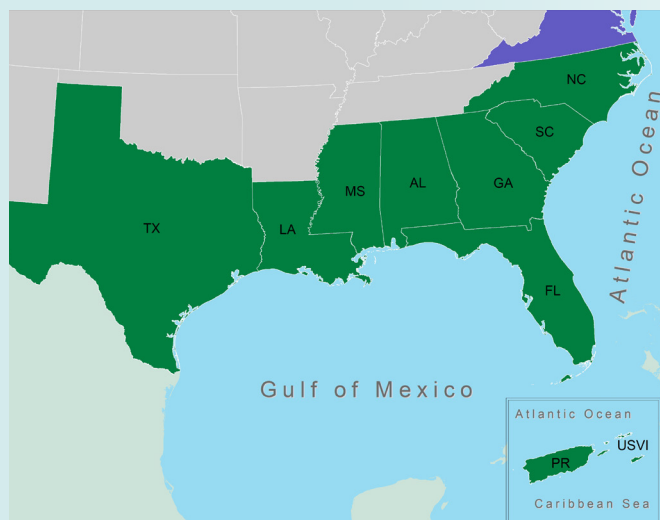 NC
Atlantic Ocean
SC
MS
AL
GA
TX
LA
FL
Gulf of Mexico
Atlantic Ocean
USVI
PR
Caribbean Sea